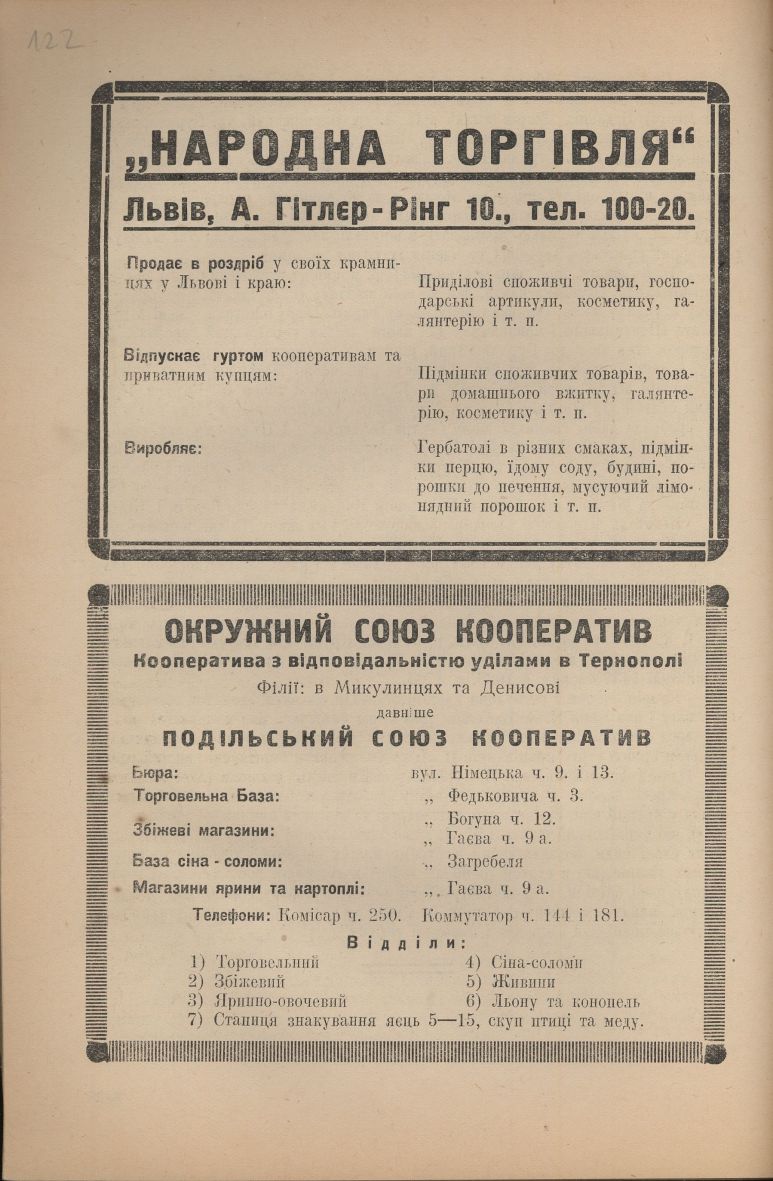 122
„НАРОДНА ТОРГІВЛЯ“
Львів, А. Гітлєр-Рінг 10., тел. 100-20.
Продає в роздріб у своїх крамни-
цях у Львові і краю:
Приділові споживчі товари, госпо-
дарські артикули, косметику, га-
лянтерію і т. п.
Відпускає гуртом кооперативам та
приватним купцям:
Підмінки споживчих товарів, това-
ри домашнього вжитку, галянте-
рію, косметику і т. п.
Виробляє:
Гербатолі в різних смаках, підмін-
ки перцю, їдому соду, будині, по-
рошки до печення, мусуючий лімо-
нядний порошок і т. п.
ОКРУЖНИЙ СОЮЗ КООПЕРАТИВ
Кооператива з відповідальністю уділами в Тернополі
Філії: в Микулинцях та Денисові
давніше
ПОДІЛЬСЬКИЙ СОЮЗ КООПЕРАТИВ
Бюра: вул. Німецька ч. 9. і 13.
Торговельна База: „ Федьковича ч. 3.
Збіжеві магазини: „ Богуна ч. 12.
„ Гаєва ч. 9 а.
База сіна - соломи: „ Загребеля
Магазини ярини та картоплі: „ Гаєва ч. 9 а.
Телефони: Комісар ч. 250. Коммутатор ч. 144 і 181.
Відділи:
1) Торговельний 4) Сіна-соломи
2) Збіжевий 5) Живини
3) Яринно-овочевий 6) Льону та конопель
7) Станиця знакування яєць 5—15, скуп птиці та меду.